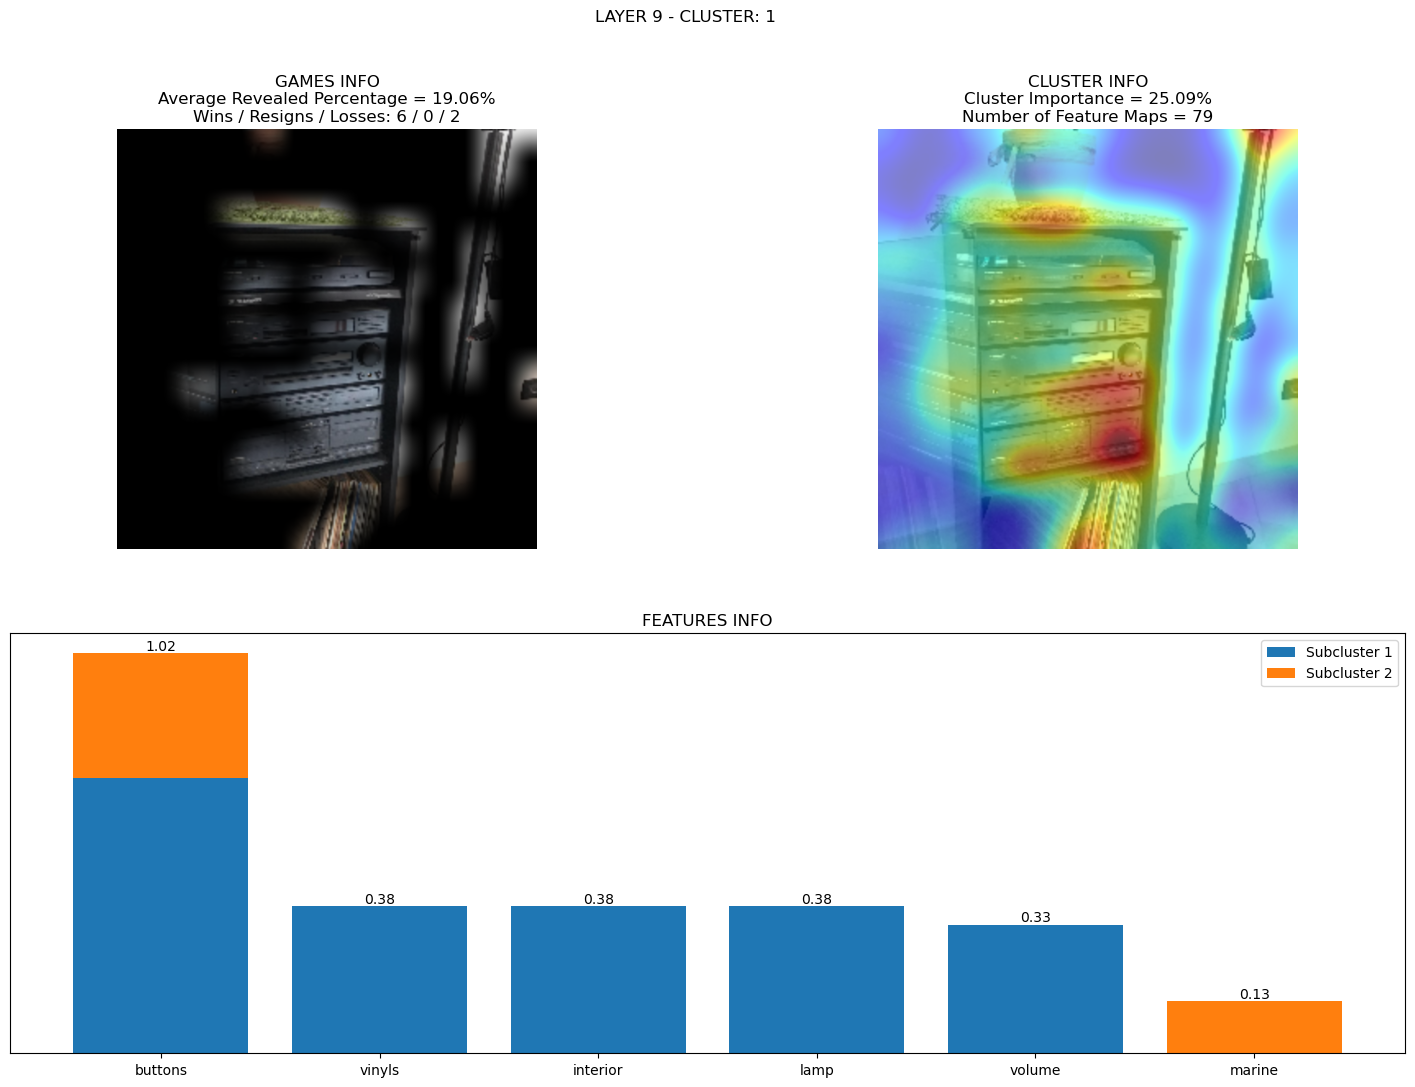 LAYER 9 - CLUSTER: 1
GAMES INFO
Average Revealed Percentage = 19.06%
Wins / Resigns / Losses: 6 / 0 / 2
CLUSTER INFO
Cluster Importance = 25.09%
Number of Feature Maps = 79
FEATURES INFO
1.02
0.38
0.38
0.38
0.33
0.13
Subcluster 1
Subcluster 2
buttons
vinyls
interior
lamp
volume
marine